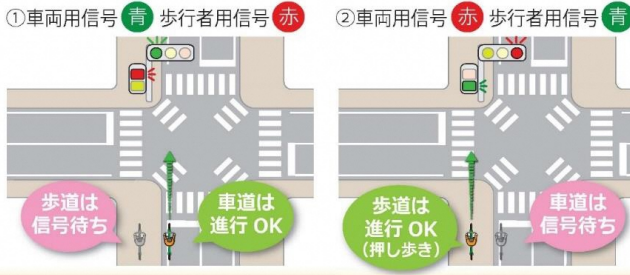 ①車両用信号 青 歩行者用信号 赤
歩道は
信号待ち
車道は
進行 OK
②車両用信号 赤 歩行者用信号 青
歩道は
進行 OK
(押し歩き)
車道は
信号待ち